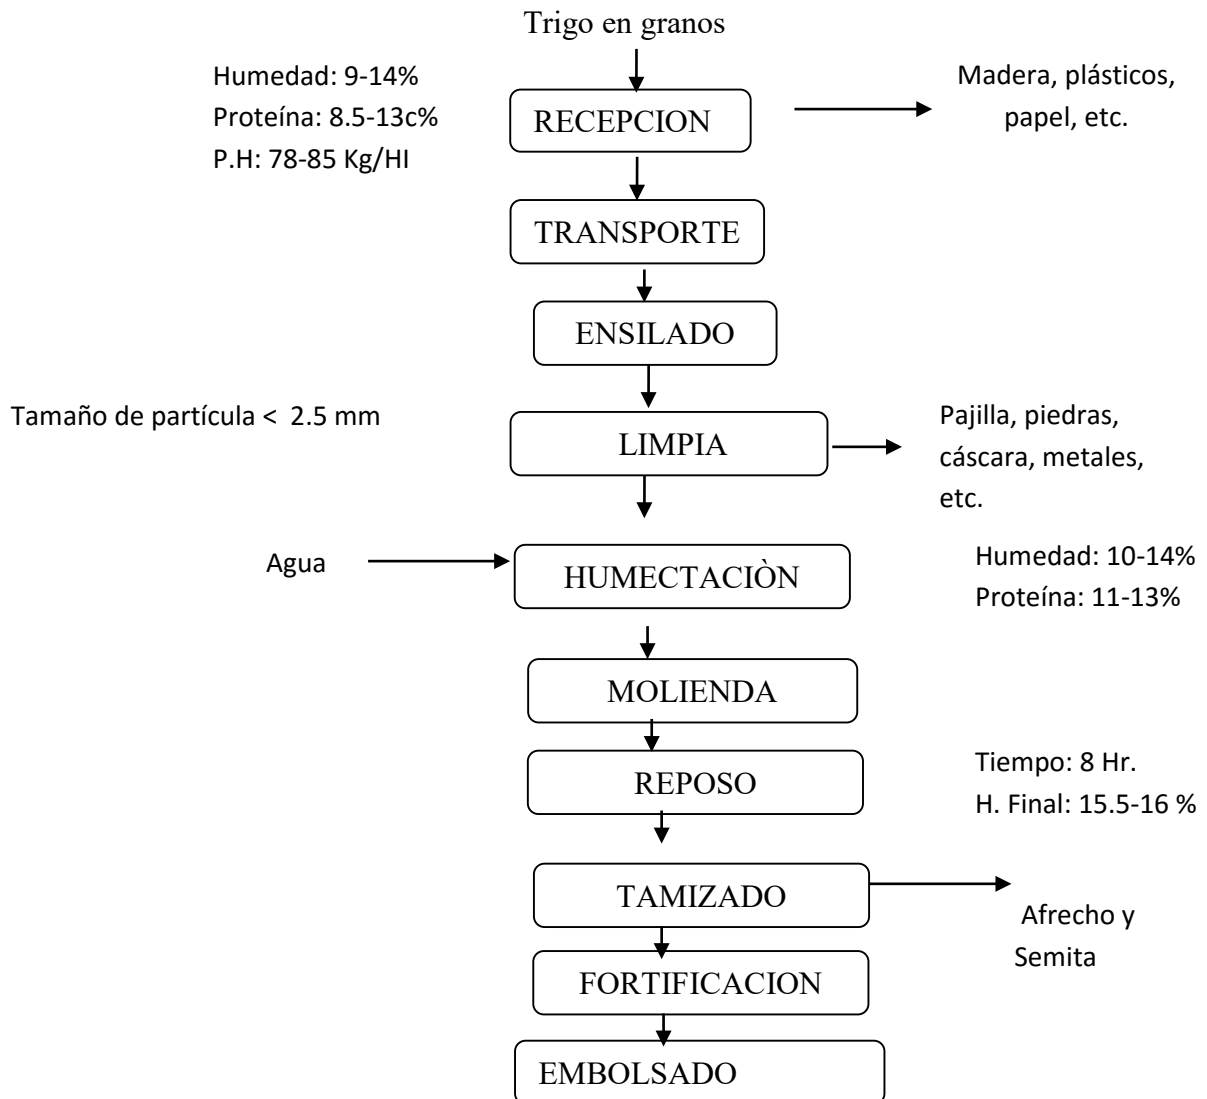 Trigo en granos
Humedad: 9-14%
Proteína: 8.5-13c%
P.H: 78-85 Kg/HI
RECEPCION
Madera, plásticos,
papel, etc.
TRANSPORTE
ENSILADO
Tamaño de partícula <  2.5 mm
LIMPIA
Pajilla, piedras,
cáscara, metales,
etc.
Agua
HUMECTACIÒN
Humedad: 10-14%
Proteína: 11-13%
MOLIENDA
REPOSO
Tiempo: 8 Hr.
H. Final: 15.5-16 %
TAMIZADO
Afrecho y
Semita
FORTIFICACION
EMBOLSADO